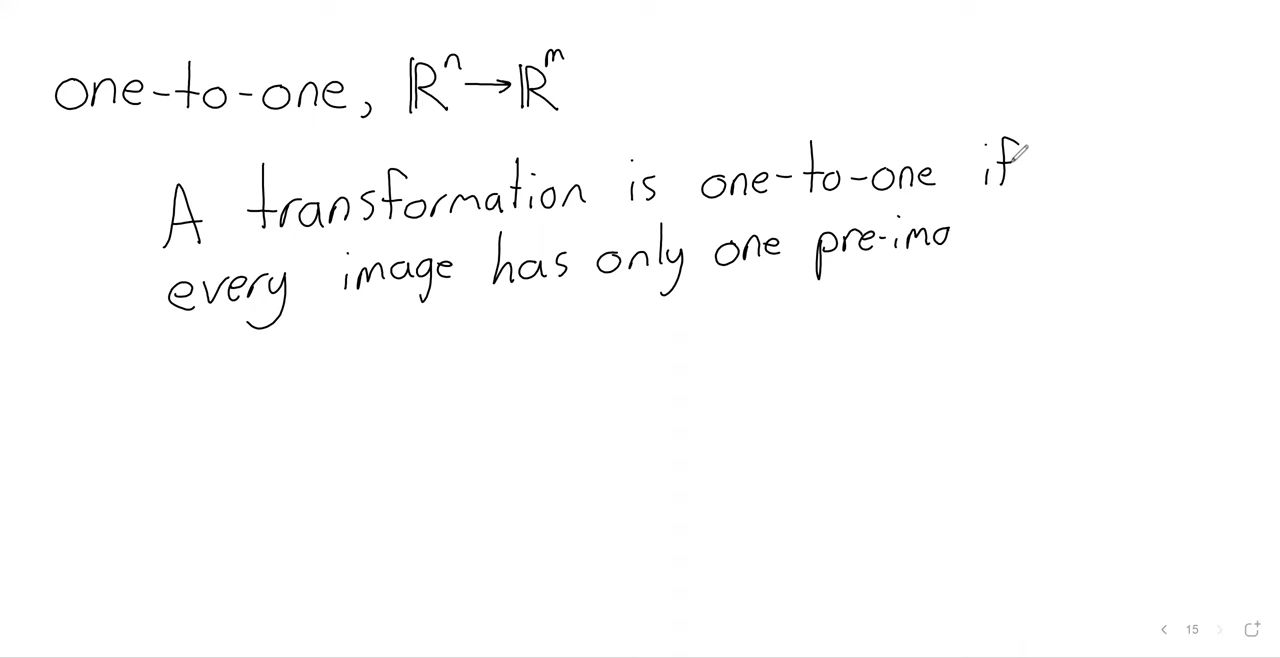 one-to-one, ℝⁿ→ℝᵐ
A transformation is one-to-one if
every image has only one pre-ima
15